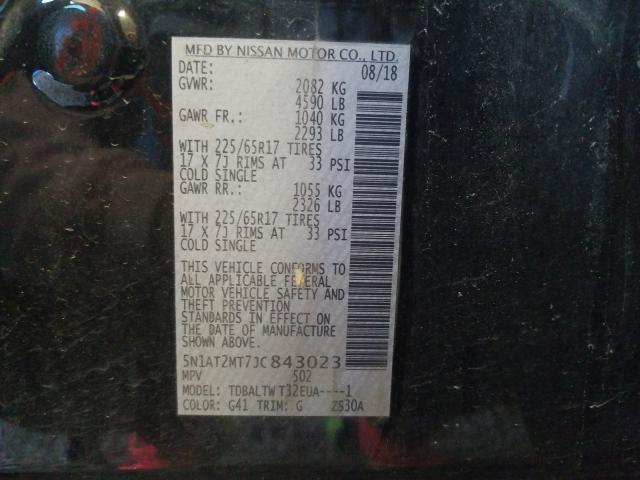 MFD BY NISSAN MOTOR CO., LTD.
DATE: 08/18
GVWR: 2082 KG
4590 LB
GAWR FR.: 1040 KG
2293 LB
WITH 225/65R17 TIRES
17 X 7J RIMS AT 33 PSI
COLD SINGLE
GAWR RR.: 1055 KG
2326 LB
WITH 225/65R17 TIRES
17 X 7J RIMS AT 33 PSI
COLD SINGLE
THIS VEHICLE CONFORMS TO
ALL APPLICABLE FEDERAL
MOTOR VEHICLE SAFETY AND
THEFT PREVENTION
STANDARDS IN EFFECT ON
THE DATE OF MANUFACTURE
SHOWN ABOVE.
5N1AT2MT7JC843023
MPV 502
MODEL: TDBALTW T32EUA----1
COLOR: G41 TRIM: G ZS30A